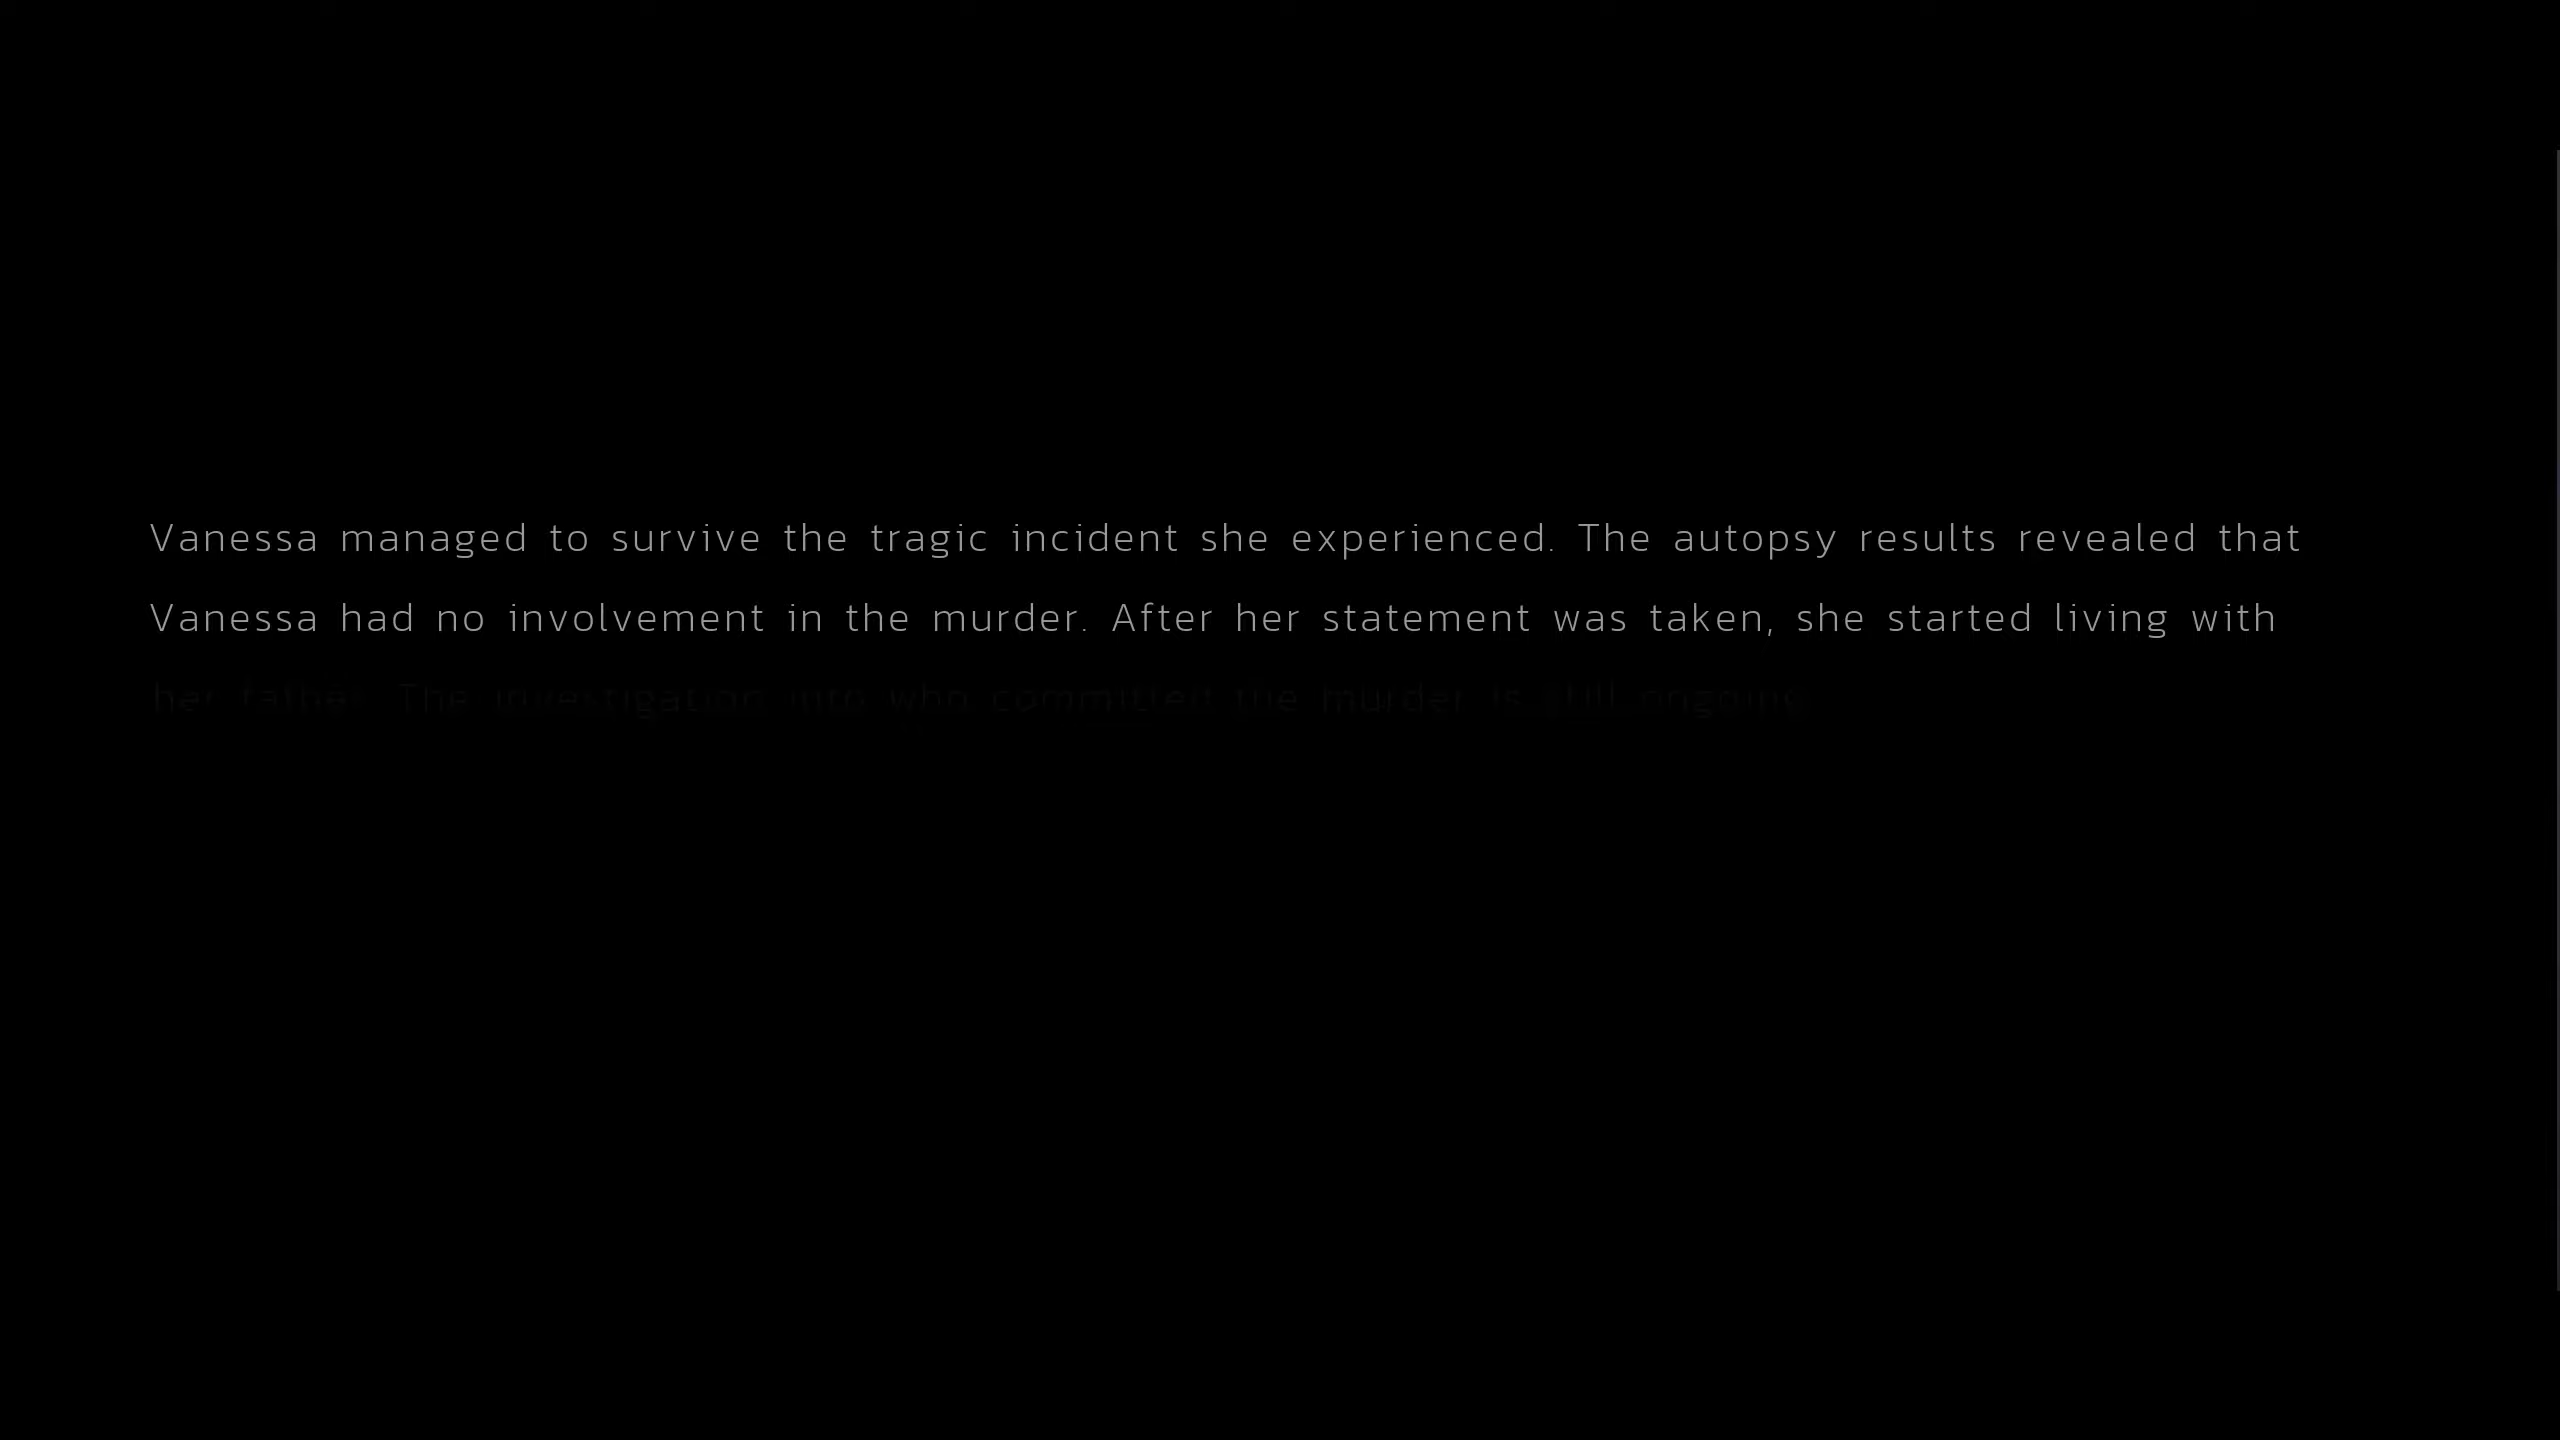 Vanessa managed to survive the tragic incident she experienced. The autopsy results revealed that
Vanessa had no involvement in the murder. After her statement was taken, she started living with
her father. The investigation into who committed the murder is still ongoing